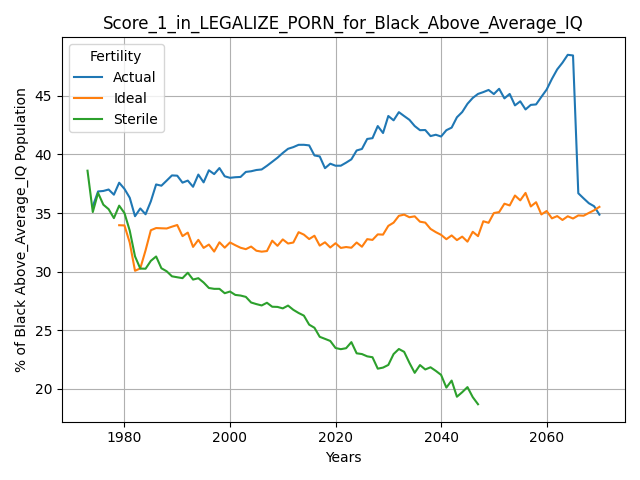 Score_1_in_LEGALIZE_PORN_for_Black_Above_Average_IQ
Fertility
Actual
Ideal
Sterile
% of Black Above_Average_IQ Population
45
40
35
30
25
20
1980
2000
2020
2040
2060
Years